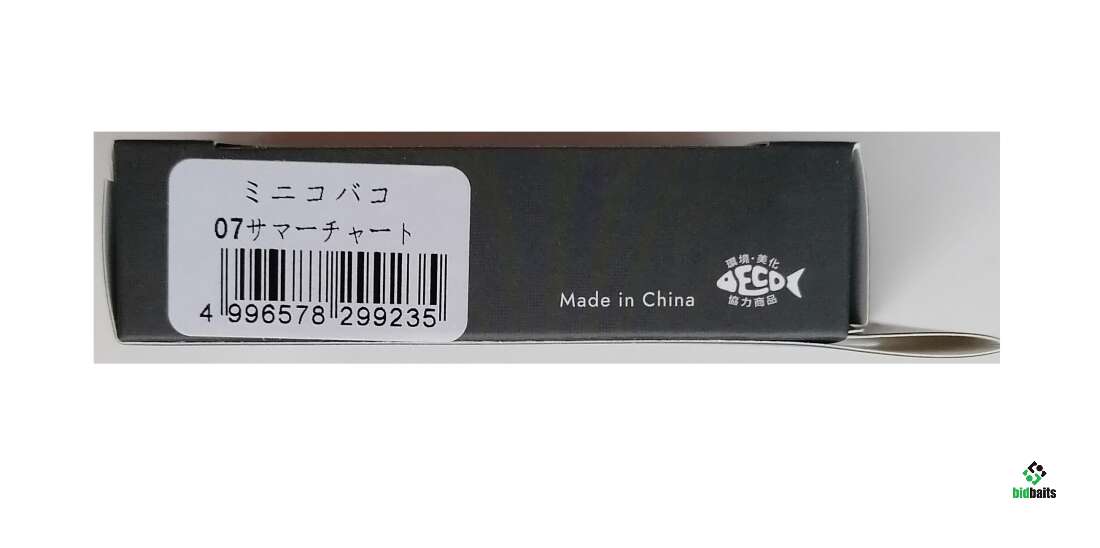 ミニコバコ
07サマーチャート
4 996578 299235
Made in China
環境・美化
ECO
協力商品
bidbaits